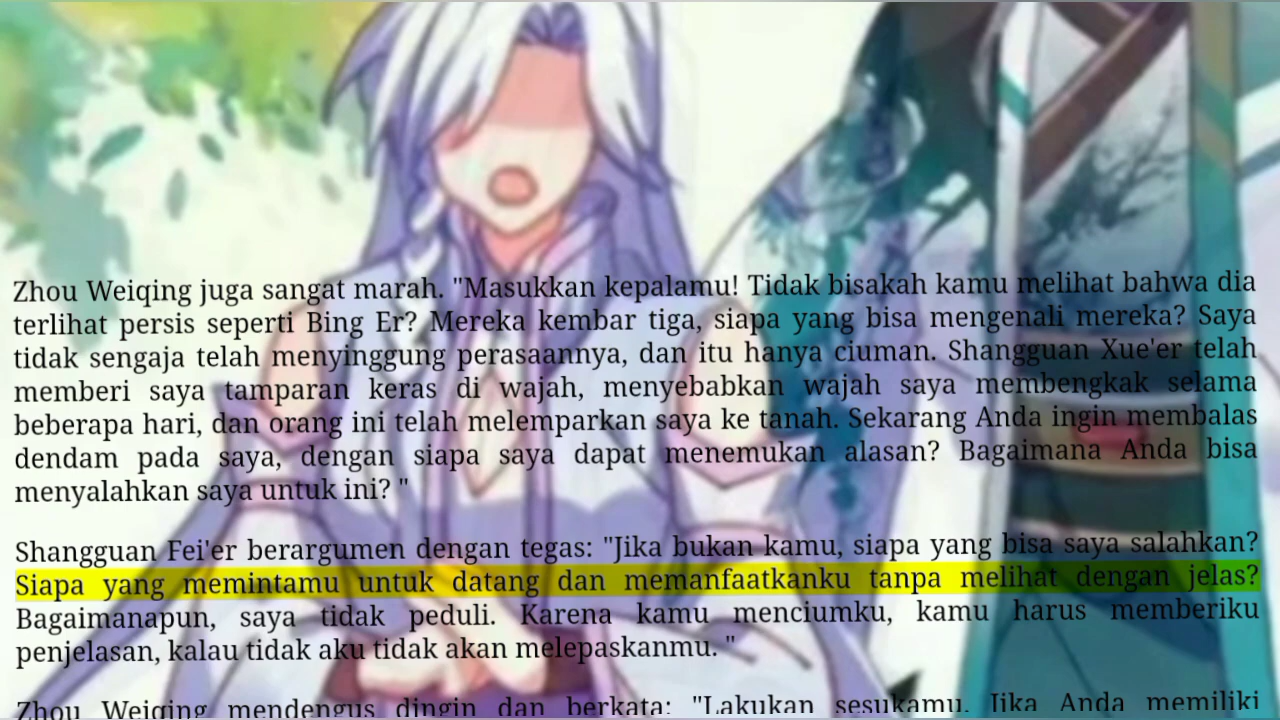 Zhou Weiqing juga sangat marah. "Masukkan kepalamu! Tidak bisakah kamu melihat bahwa dia
terlihat persis seperti Bing Er? Mereka kembar tiga, siapa yang bisa mengenali mereka? Saya
tidak sengaja telah menyinggung perasaannya, dan itu hanya ciuman. Shangguan Xue'er telah
memberi saya tamparan keras di wajah, menyebabkan wajah saya membengkak selama
beberapa hari, dan orang ini telah melemparkan saya ke tanah. Sekarang Anda ingin membalas
dendam pada saya, dengan siapa saya dapat menemukan alasan? Bagaimana Anda bisa
menyalahkan saya untuk ini? "
Shangguan Fei'er berargumen dengan tegas: "Jika bukan kamu, siapa yang bisa saya salahkan?
Siapa yang memintamu untuk datang dan memanfaatkanku tanpa melihat dengan jelas?
Bagaimanapun, saya tidak peduli. Karena kamu menciumku, kamu harus memberiku
penjelasan, kalau tidak aku tidak akan melepaskanmu. "
Zhou Weiqing mendengus dingin dan berkata: "Lakukan sesukamu. Jika Anda memiliki